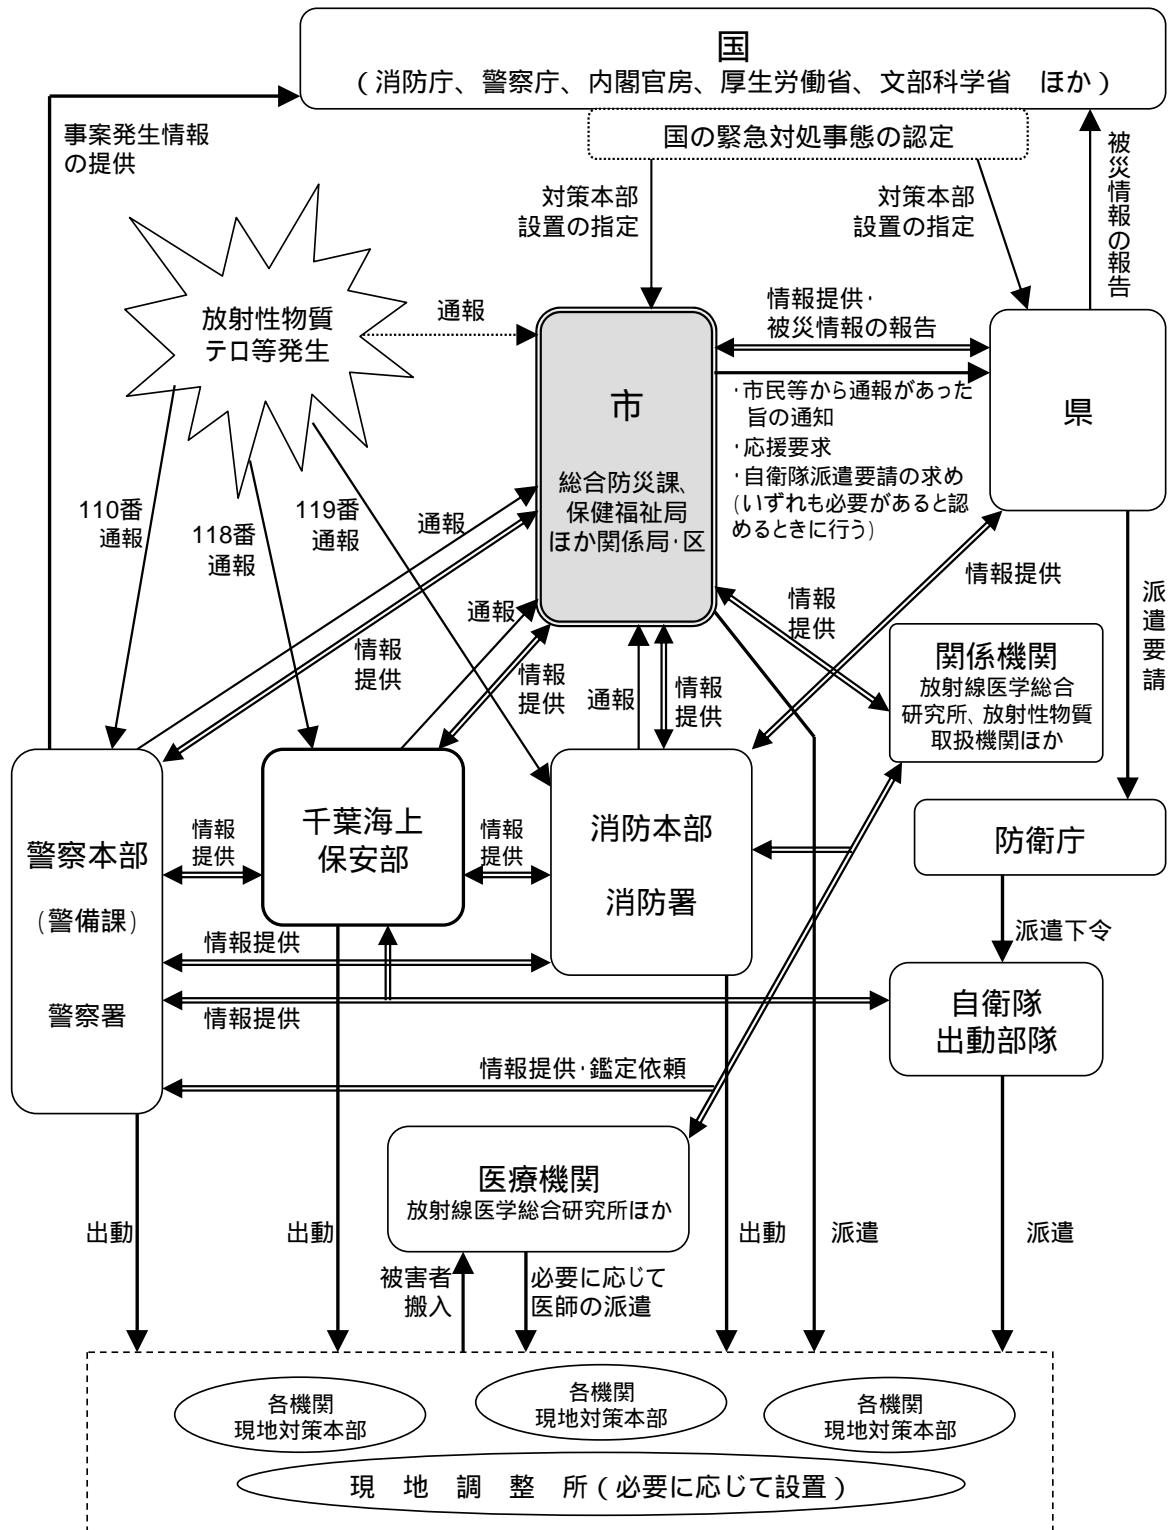 国
（消防庁、警察庁、内閣官房、厚生労働省、文部科学省　ほか）
国の緊急対処事態の認定
事案発生情報
の提供
被災情報の報告
対策本部
設置の指定
対策本部
設置の指定
放射性物質
テロ等発生
通報
情報提供・
被災情報の報告
市
総合防災課、
保健福祉局
ほか関係局・区
・市民等から通報があった
旨の通知
・応援要求
・自衛隊派遣要請の求め
(いずれも必要があると認
めるときに行う)
県
110番
通報
118番
通報
119番
通報
通報
情報
提供
通報
情報
提供
通報
情報
提供
情報
提供
情報提供
派遣要請
関係機関
放射線医学総合
研究所、放射性物質
取扱機関ほか
警察本部
(警備課)
警察署
情報
提供
千葉海上
保安部
情報
提供
消防本部
消防署
防衛庁
派遣下令
情報提供
情報提供
自衛隊
出動部隊
情報提供・鑑定依頼
医療機関
放射線医学総合研究所ほか
出動
出動
出動
派遣
派遣
被害者
搬入
必要に応じて
医師の派遣
各機関
現地対策本部
各機関
現地対策本部
各機関
現地対策本部
現　地　調　整　所（必要に応じて設置）